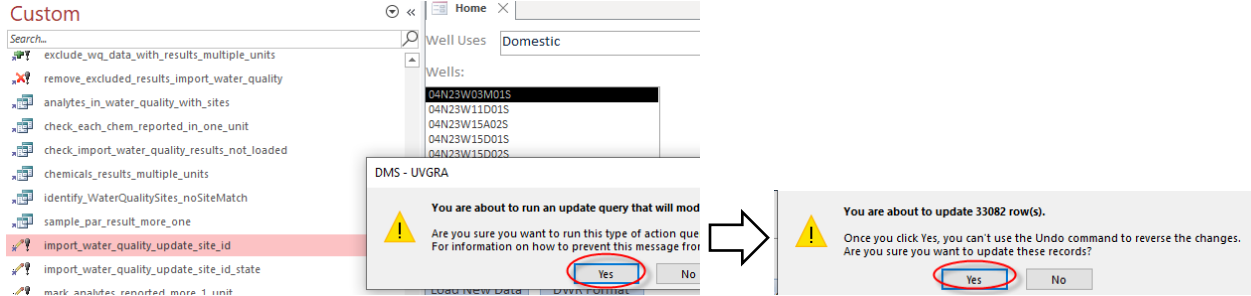 Custom
Search...
exclude_wq_data_with_results_multiple_units
remove_excluded_results_import_water_quality
analytes_in_water_quality_with_sites
check_each_chem_reported_in_one_unit
check_import_water_quality_results_not_loaded
chemicals_results_multiple_units
identify_WaterQualitySites_noSiteMatch
sample_par_result_more_one
import_water_quality_update_site_id
import_water_quality_update_site_id_state
mark_analytes_reported_more_1_unit
Home
Well Uses Domestic
Wells:
04N23W03M01S
04N23W11D01S
04N23W15A02S
04N23W15D01S
04N23W15D02S
DMS - UVGRA
You are about to run an update query that will mod
Are you sure you want to run this type of action que
For information on how to prevent this message fror
Yes No
Load New Data DWR Format
You are about to update 33082 row(s).
Once you click Yes, you can't use the Undo command to reverse the changes.
Are you sure you want to update these records?
Yes No